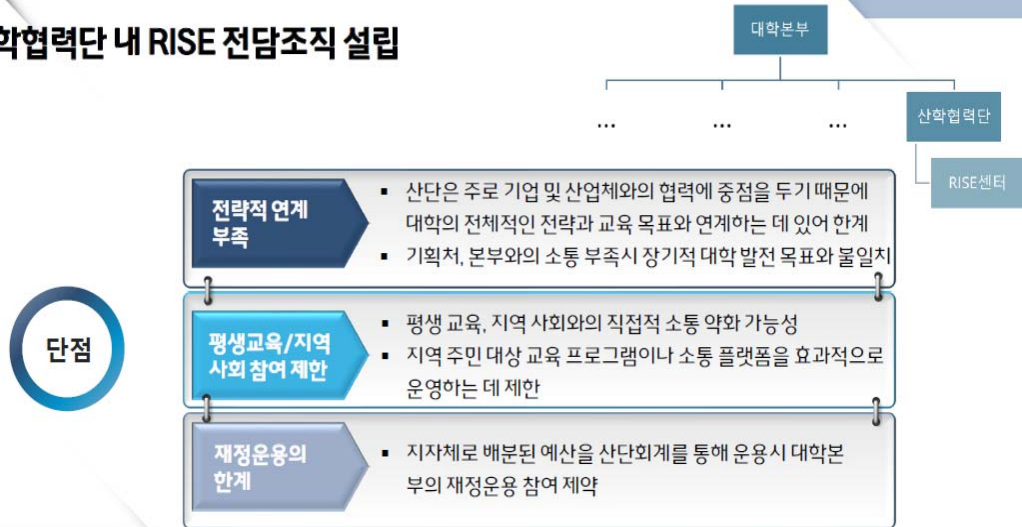 학협력단 내 RISE 전담조직 설립
대학본부
...
...
...
산학협력단
RISE센터
단점
전략적 연계
부족
▪ 산단은 주로 기업 및 산업체와의 협력에 중점을 두기 때문에
대학의 전체적인 전략과 교육 목표와 연계하는 데 있어 한계
▪ 기획처, 본부와의 소통 부족시 장기적 대학 발전 목표와 불일치
평생교육/지역
사회 참여 제한
▪ 평생 교육, 지역 사회와의 직접적 소통 약화 가능성
▪ 지역 주민 대상 교육 프로그램이나 소통 플랫폼을 효과적으로
운영하는 데 제한
재정운용의
한계
▪ 지자체로 배분된 예산을 산단회계를 통해 운용시 대학본
부의 재정운용 참여 제약